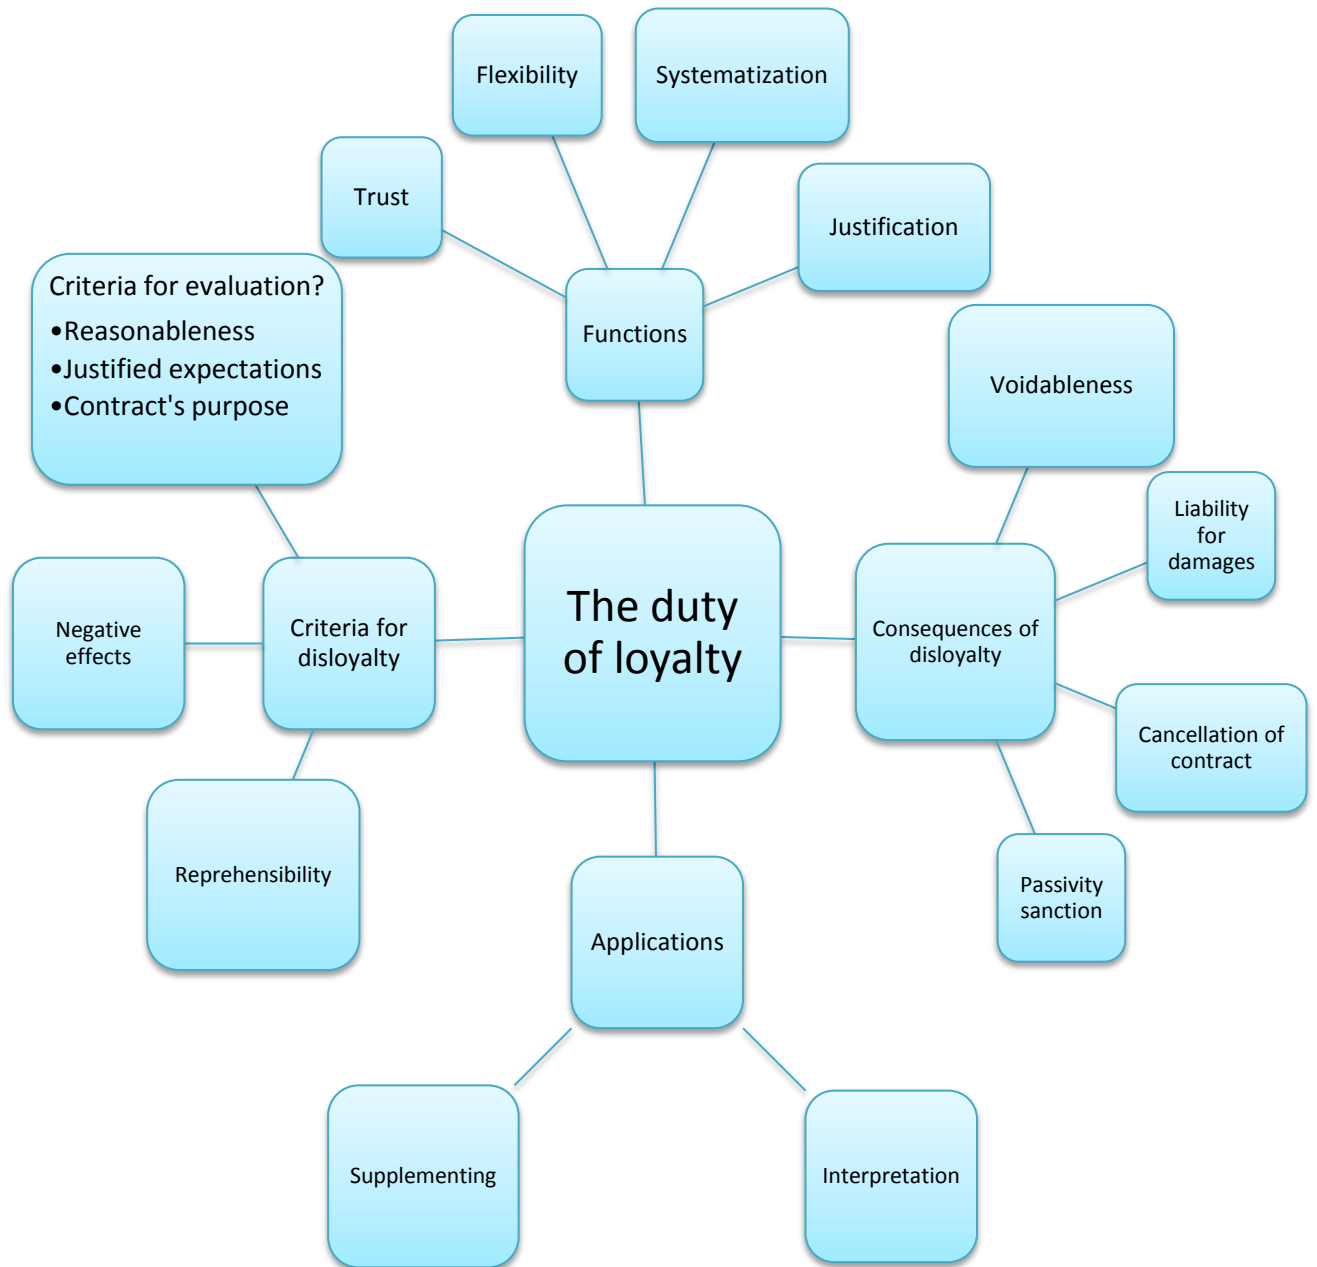 Flexibility
Systematization
Trust
Justification
Criteria for evaluation?
•Reasonableness
•Justified expectations
•Contract's purpose
Functions
Voidableness
Liability
for
damages
The duty
of loyalty
Negative
effects
Criteria for
disloyalty
Consequences of
disloyalty
Cancellation of
contract
Reprehensibility
Passivity
sanction
Applications
Supplementing
Interpretation